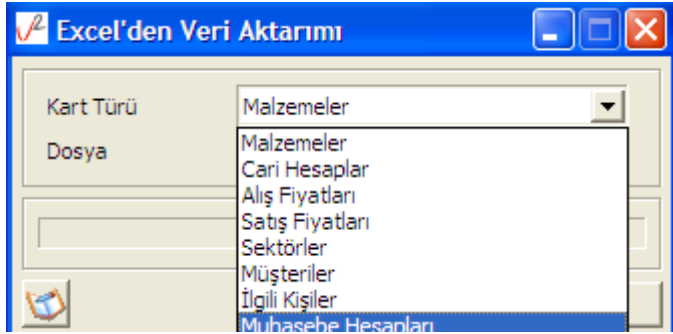 Excel'den Veri Aktarımı
Kart Türü
Malzemeler
Dosya
Malzemeler
Cari Hesaplar
Alış Fiyatları
Satış Fiyatları
Sektörler
Müşteriler
İlgili Kişiler
Muhasebe Hesapları